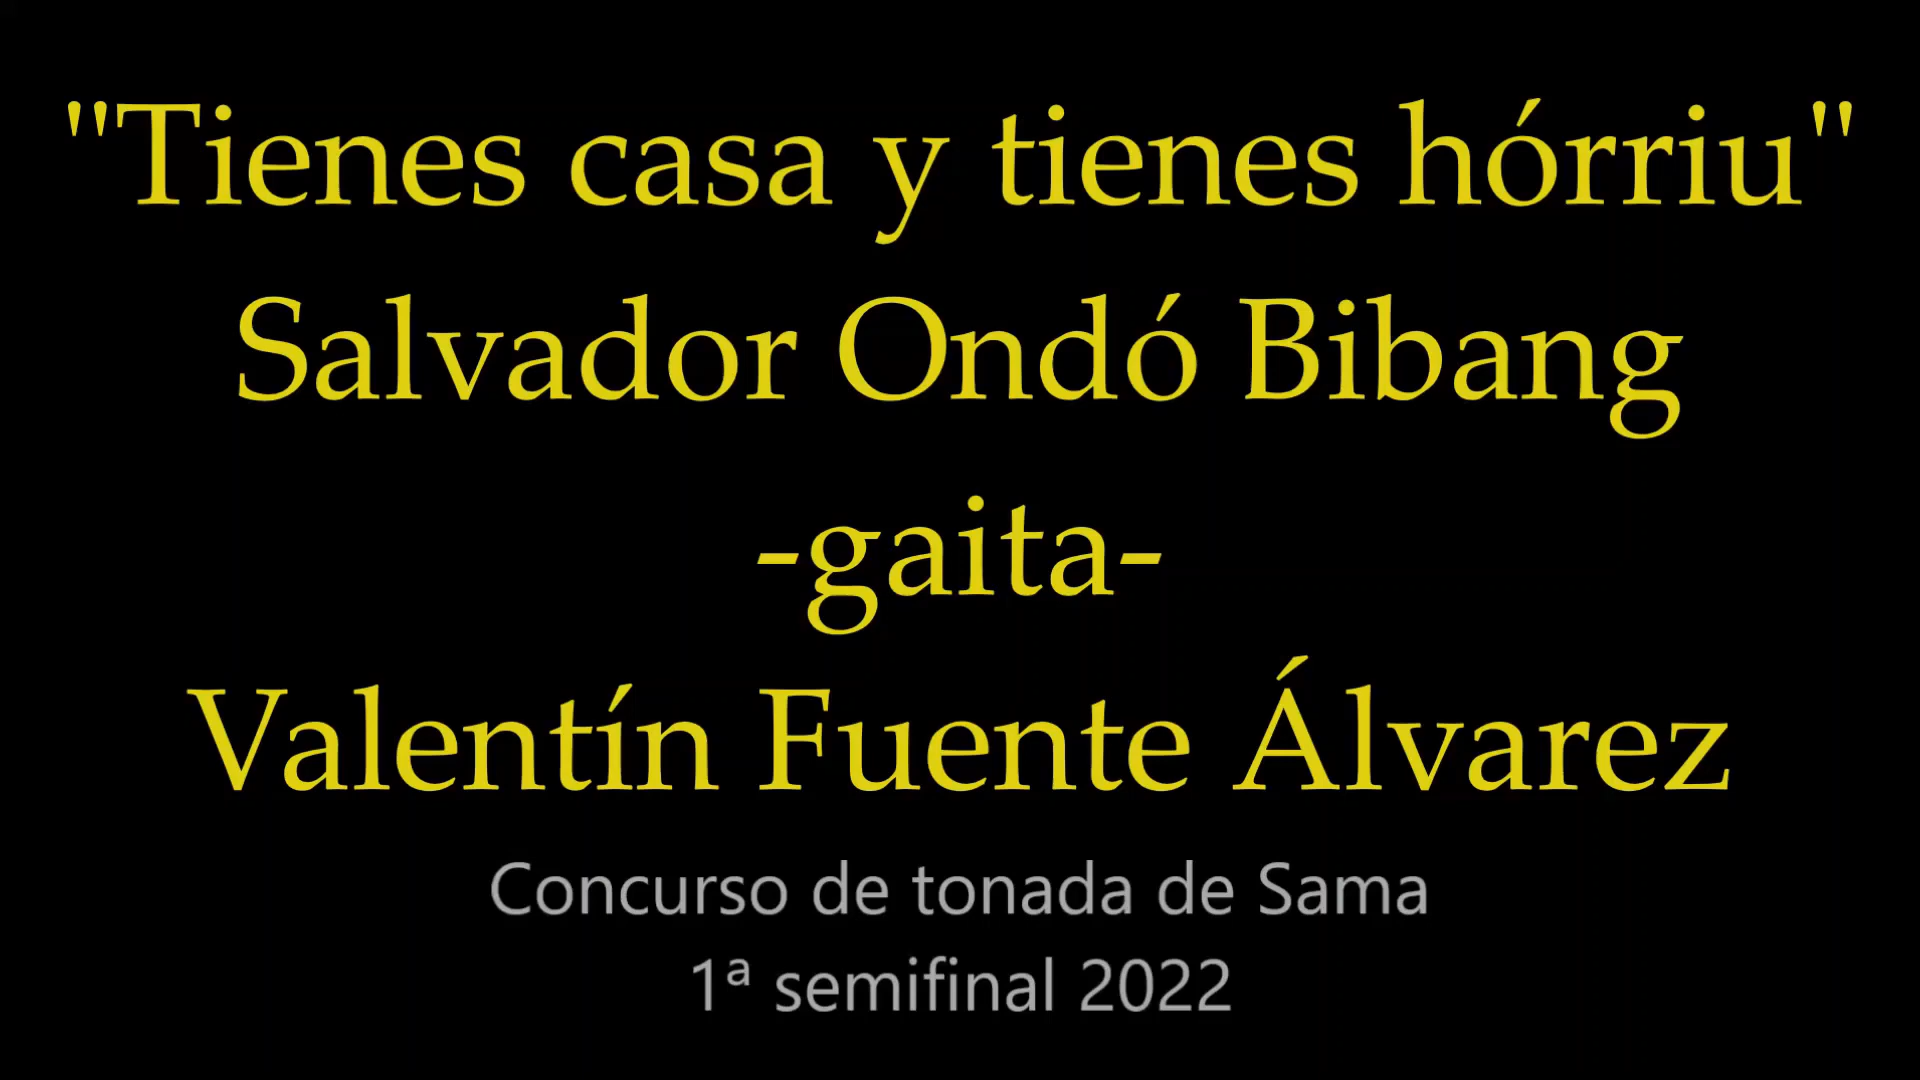 "Tienes casa y tienes hórriu"
Salvador Ondó Bibang
-gaita-
Valentín Fuente Álvarez
Concurso de tonada de Sama
1ª semifinal 2022